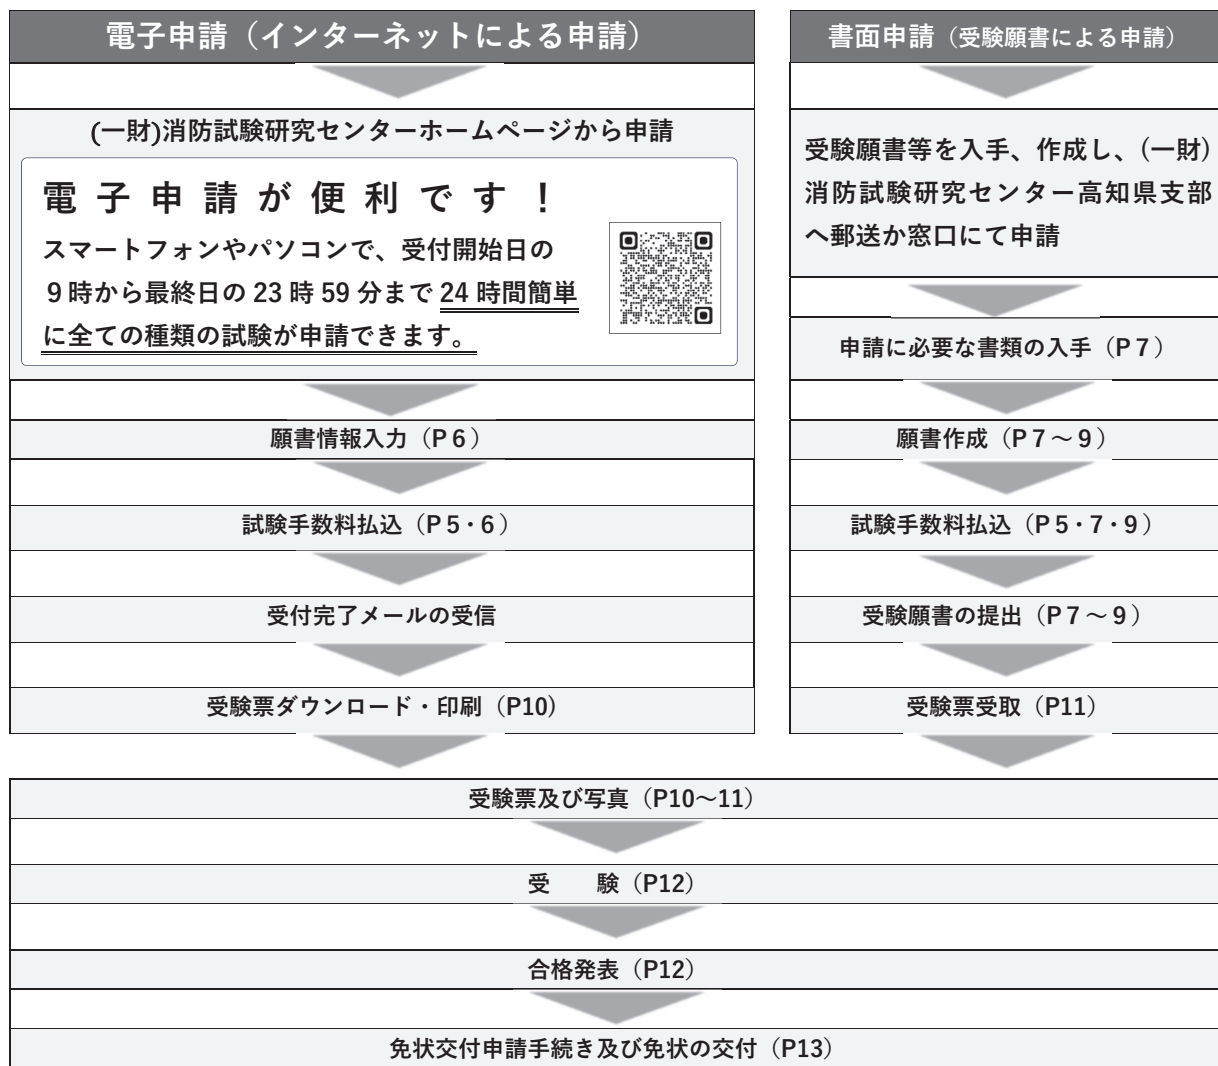 電子申請（インターネットによる申請）
(一財)消防試験研究センターホームページから申請
電子申請が便利です！
スマートフォンやパソコンで、受付開始日の
９時から最終日の 23 時 59 分まで 24 時間簡単
に全ての種類の試験が申請できます。
願書情報入力（P６）
試験手数料払込（P５・６）
受付完了メールの受信
受験票ダウンロード・印刷（P10)
書面申請（受験願書による申請）
受験願書等を入手、作成し、(一財)
消防試験研究センター高知県支部
へ郵送か窓口にて申請
申請に必要な書類の入手（P７）
願書作成（P７～９）
試験手数料払込（P５・７・９）
受験願書の提出（P７～９）
受験票受取（P11）
受験票及び写真（P10～11）
受　　験（P12）
合格発表（P12）
免状交付申請手続き及び免状の交付（P13）